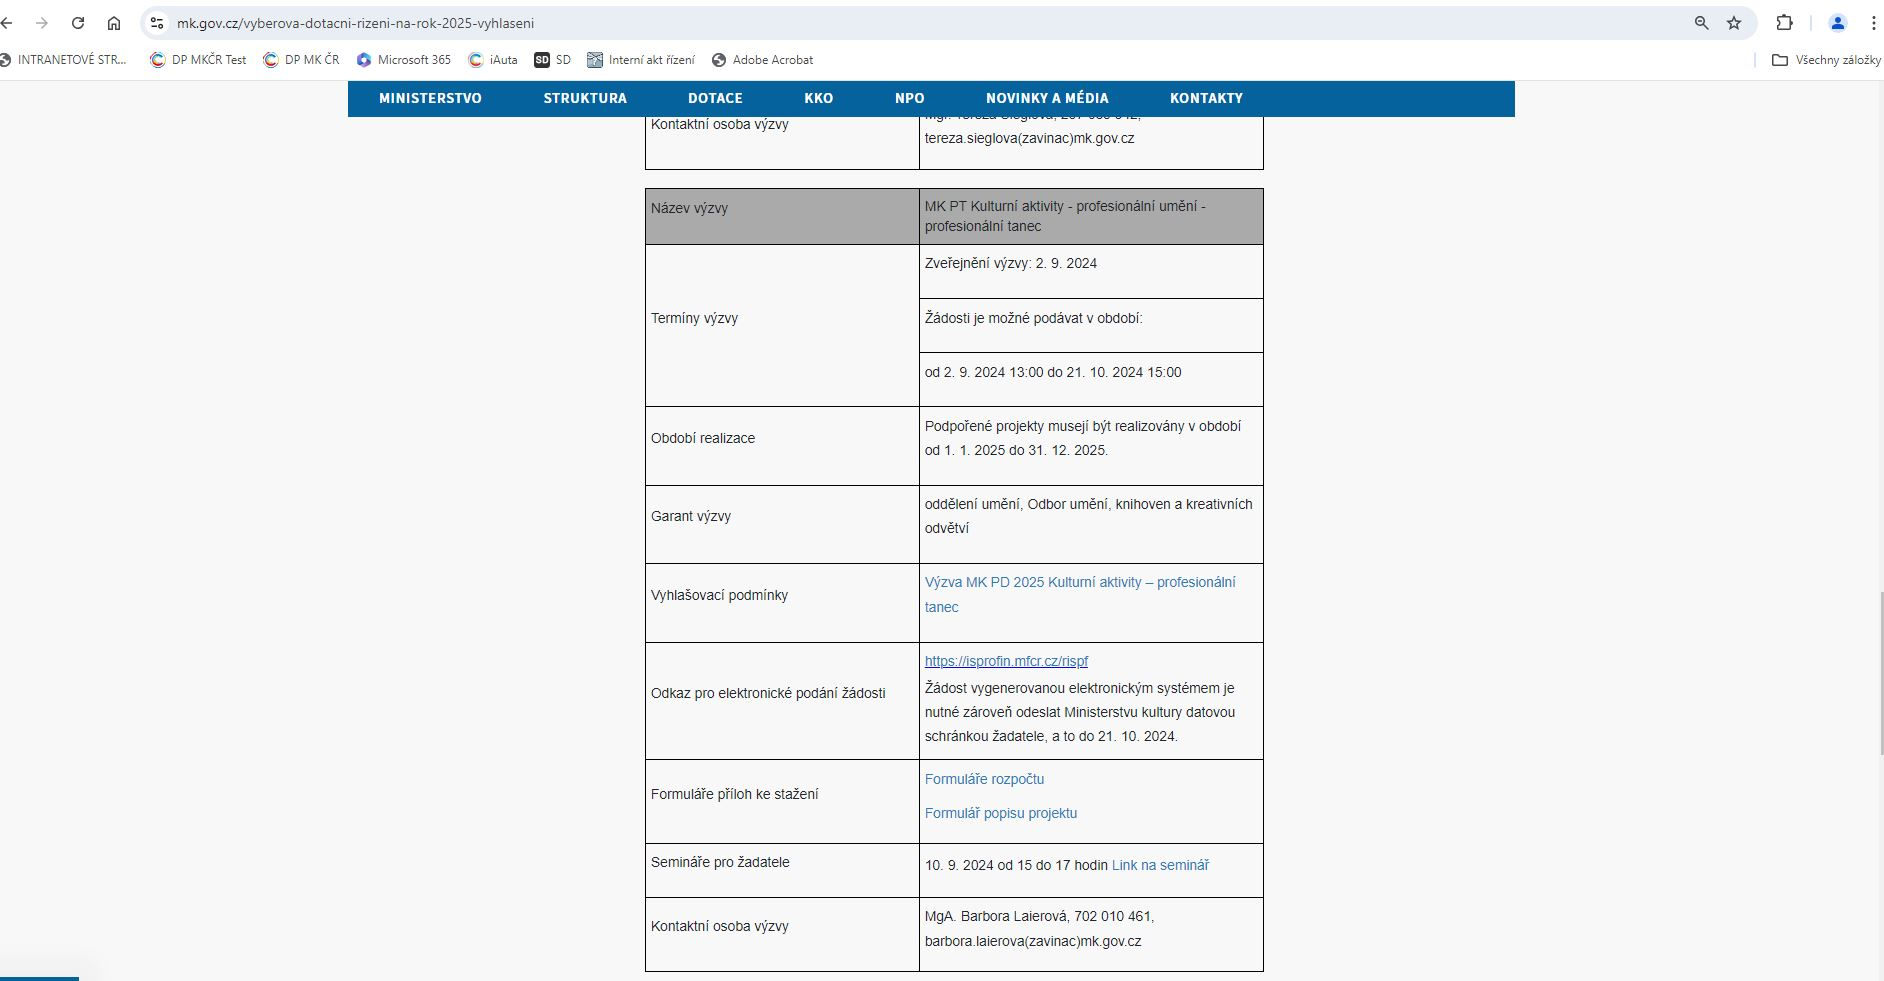 mk.gov.cz/vyberova-dotacni-rizeni-na-rok-2025-vyhlaseni
INTRANETOVÉ STR... DP MKČR Test DP MK ČR Microsoft 365 iAuta SD SD Interní akt řízení Adobe Acrobat Všechny záložky
MINISTERSTVO STRUKTURA DOTACE KKO NPO NOVINKY A MÉDIA KONTAKTY
Kontaktní osoba výzvy
tereza.sieglova(zavinac)mk.gov.cz
Název výzvy
MK PT Kulturní aktivity - profesionální umění -
profesionální tanec
Termíny výzvy
Zveřejnění výzvy: 2. 9. 2024
Žádosti je možné podávat v období:
od 2. 9. 2024 13:00 do 21. 10. 2024 15:00
Období realizace
Podpořené projekty musejí být realizovány v období
od 1. 1. 2025 do 31. 12. 2025.
Garant výzvy
oddělení umění, Odbor umění, knihoven a kreativních
odvětví
Vyhlašovací podmínky
Výzva MK PD 2025 Kulturní aktivity – profesionální
tanec
Odkaz pro elektronické podání žádosti
https://isprofin.mfcr.cz/rispf
Žádost vygenerovanou elektronickým systémem je
nutné zároveň odeslat Ministerstvu kultury datovou
schránkou žadatele, a to do 21. 10. 2024.
Formuláře příloh ke stažení
Formuláře rozpočtu
Formulář popisu projektu
Semináře pro žadatele
10. 9. 2024 od 15 do 17 hodin Link na seminář
Kontaktní osoba výzvy
MgA. Barbora Laierová, 702 010 461,
barbora.laierova(zavinac)mk.gov.cz